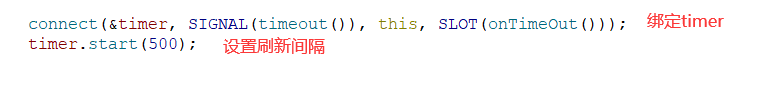 connect(&timer, SIGNAL(timeout()), this, SLOT(onTimeOut())); 绑定timer
timer.start(500); 设置刷新间隔